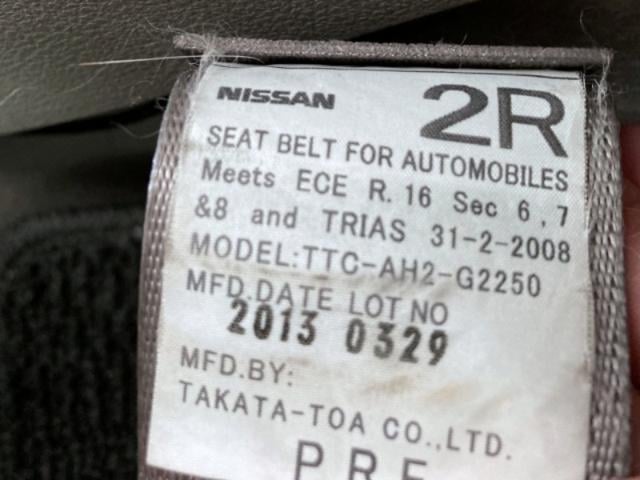 NISSAN 2R
SEAT BELT FOR AUTOMOBILES
Meets ECE R.16 Sec 6,7
&8 and TRIAS 31-2-2008
MODEL:TTC-AH2-G2250
MFD.DATE LOT NO
2013 0329
MFD.BY:
TAKATA-TOA CO.,LTD.